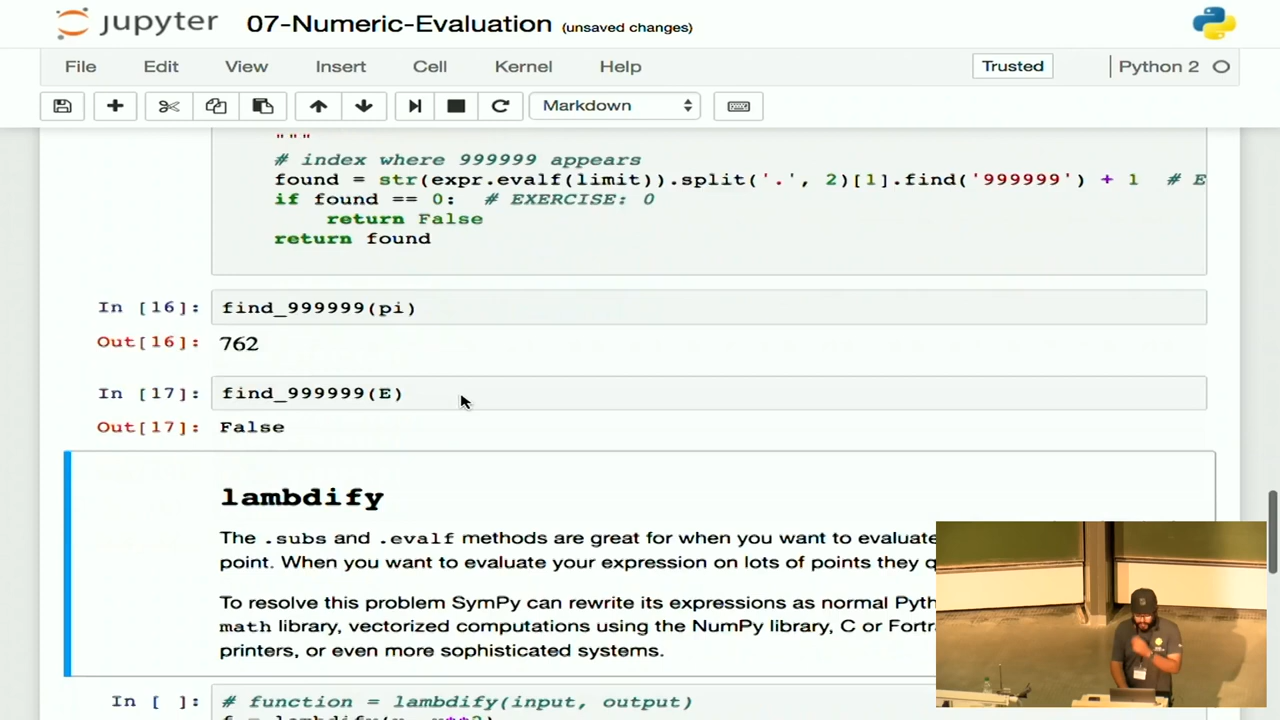 jupyter 07-Numeric-Evaluation (unsaved changes)
File Edit View Insert Cell Kernel Help Trusted Python 2
Markdown
"""
# index where 999999 appears
found = str(expr.evalf(limit)).split('.', 2)[1].find('999999') + 1 # E
if found == 0: # EXERCISE: 0
return False
return found
In [16]: find_999999(pi)
Out[16]: 762
In [17]: find_999999(E)
Out[17]: False
lambdify
The .subs and .evalf methods are great for when you want to evaluate
point. When you want to evaluate your expression on lots of points they
To resolve this problem SymPy can rewrite its expressions as normal
math library, vectorized computations using the NumPy library, C or
printers, or even more sophisticated systems.
In [ ]: # function = lambdify(input, output)